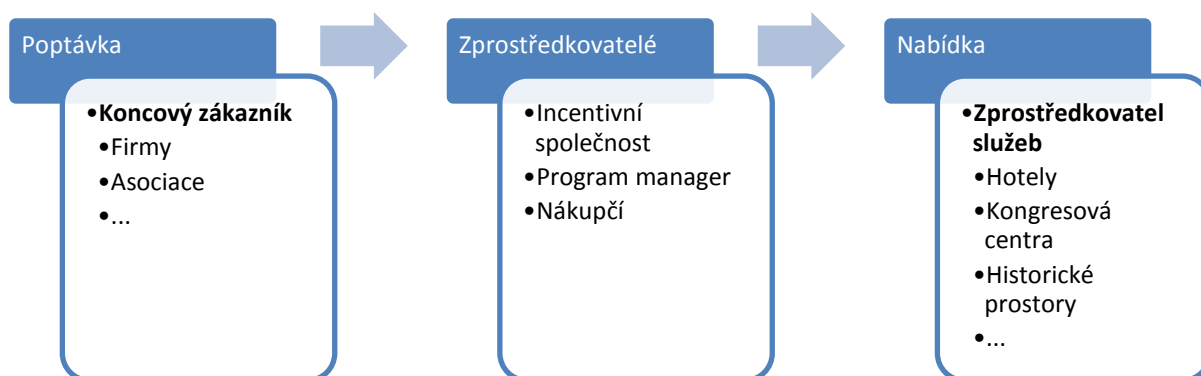 Poptávka
•Koncový zákazník
•Firmy
•Asociace
•...
Zprostředkovatelé
•Incentivní
společnost
•Program manager
•Nákupčí
Nabídka
•Zprostředkovatel
služeb
•Hotely
•Kongresová
centra
•Historické
prostory
•...